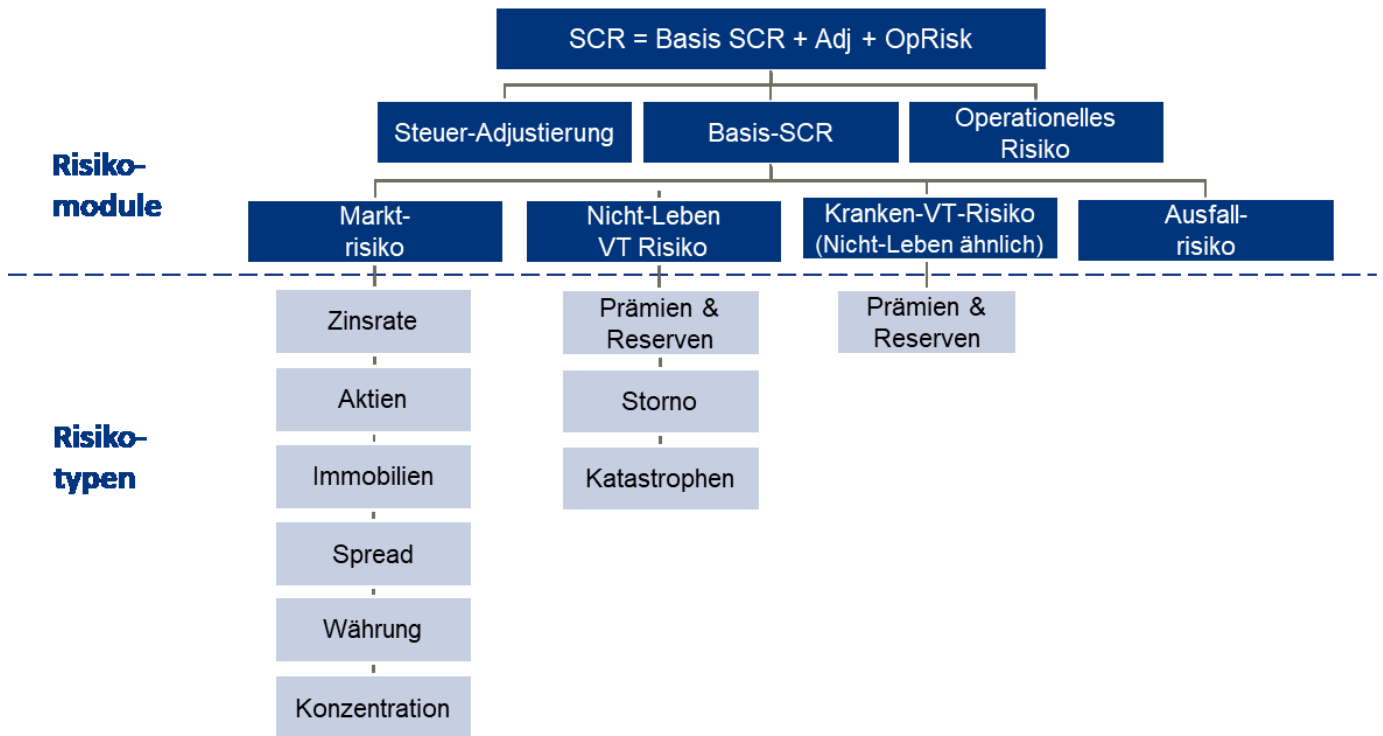 SCR = Basis SCR + Adj + OpRisk
Steuer-Adjustierung
Basis-SCR
Operationelles
Risiko
Risiko-
module
Markt-
risiko
Nicht-Leben
VT Risiko
Kranken-VT-Risiko
(Nicht-Leben ähnlich)
Ausfall-
risiko
Risiko-
typen
Zinsrate
Aktien
Immobilien
Spread
Währung
Konzentration
Prämien &
Reserven
Storno
Katastrophen
Prämien &
Reserven